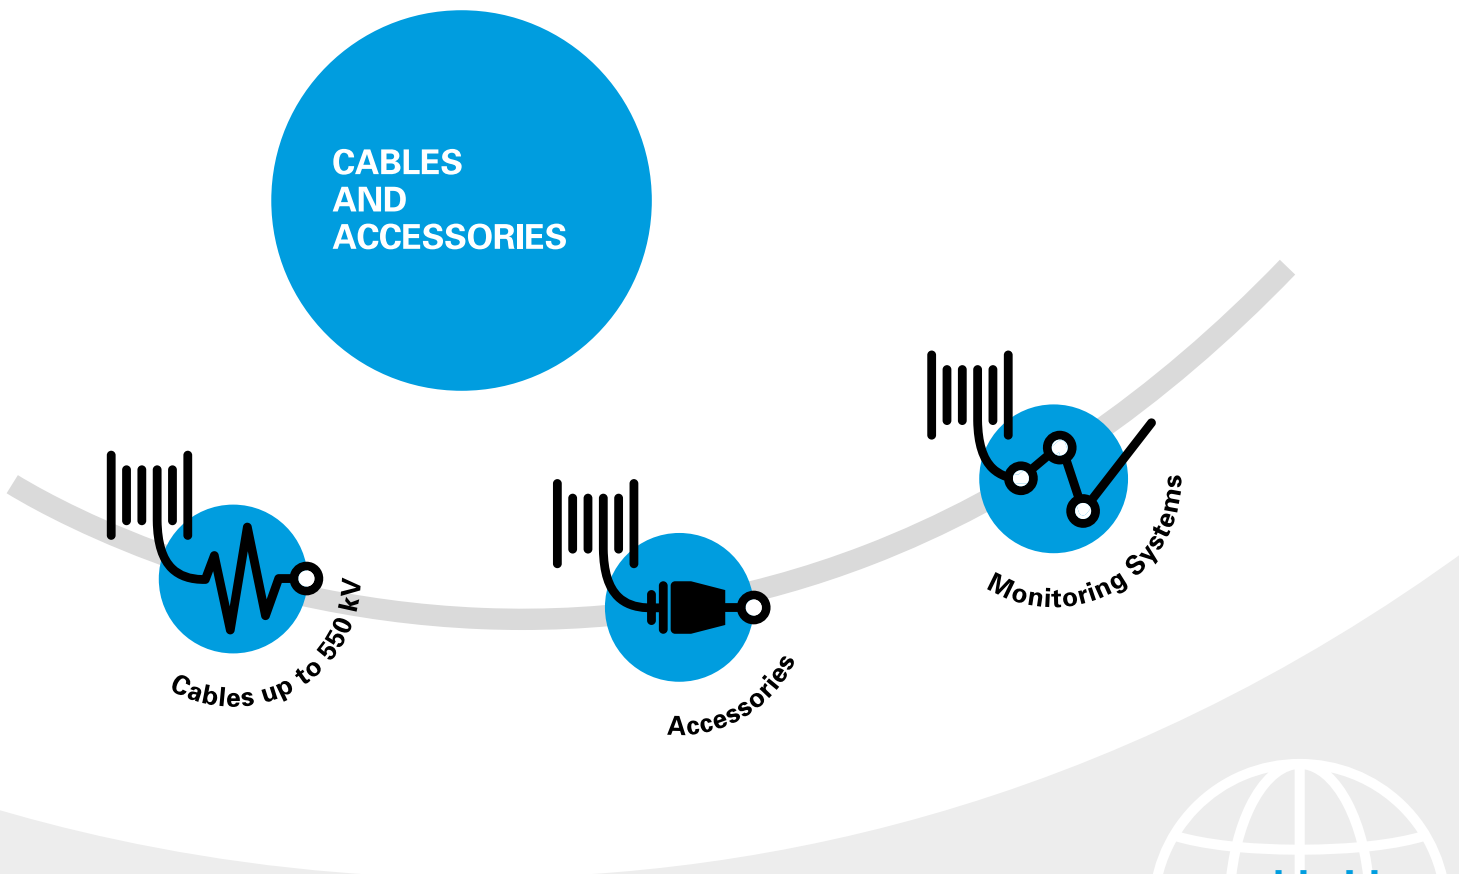 CABLES
AND
ACCESSORIES
Cables up to 550 kV
Accessories
Monitoring Systems